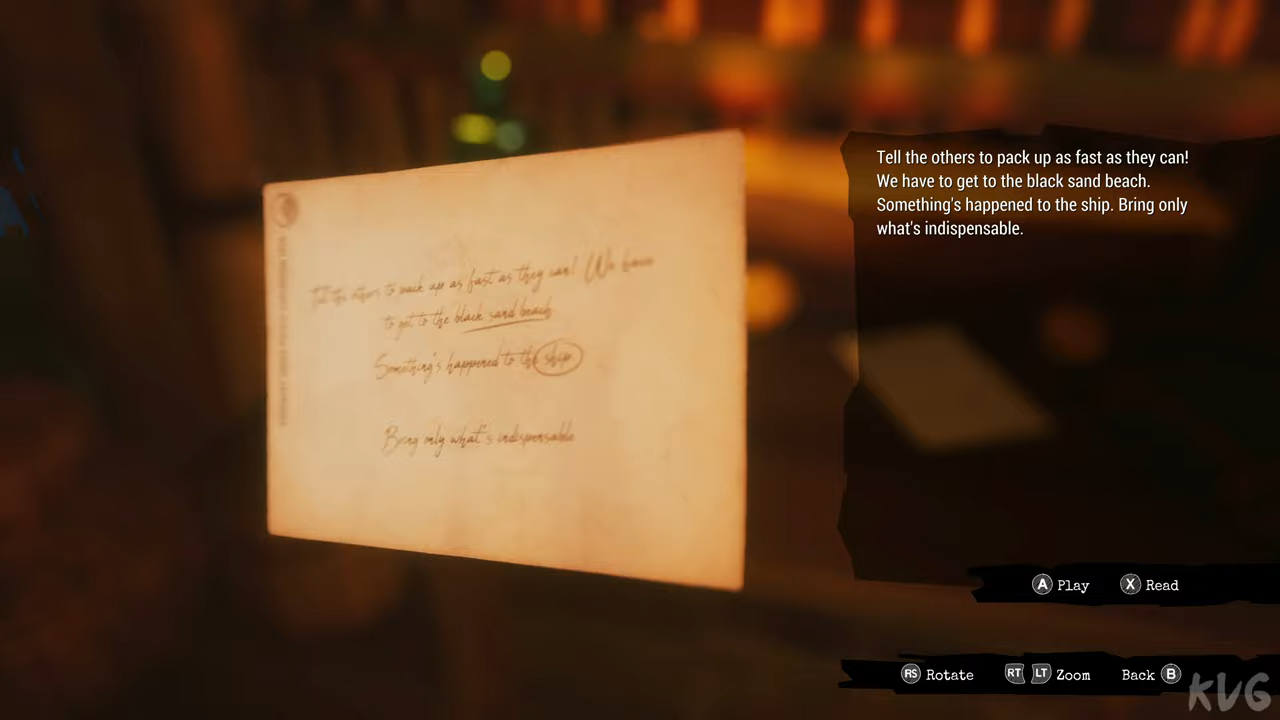 Tell the others to pack up as fast as they can! We have
to get to the black sand beach
Something's happened to the ship.
Bring only what's indispensable
Tell the others to pack up as fast as they can!
We have to get to the black sand beach.
Something's happened to the ship. Bring only
what's indispensable.
A Play X Read
RS Rotate RT LT Zoom Back B
KVG